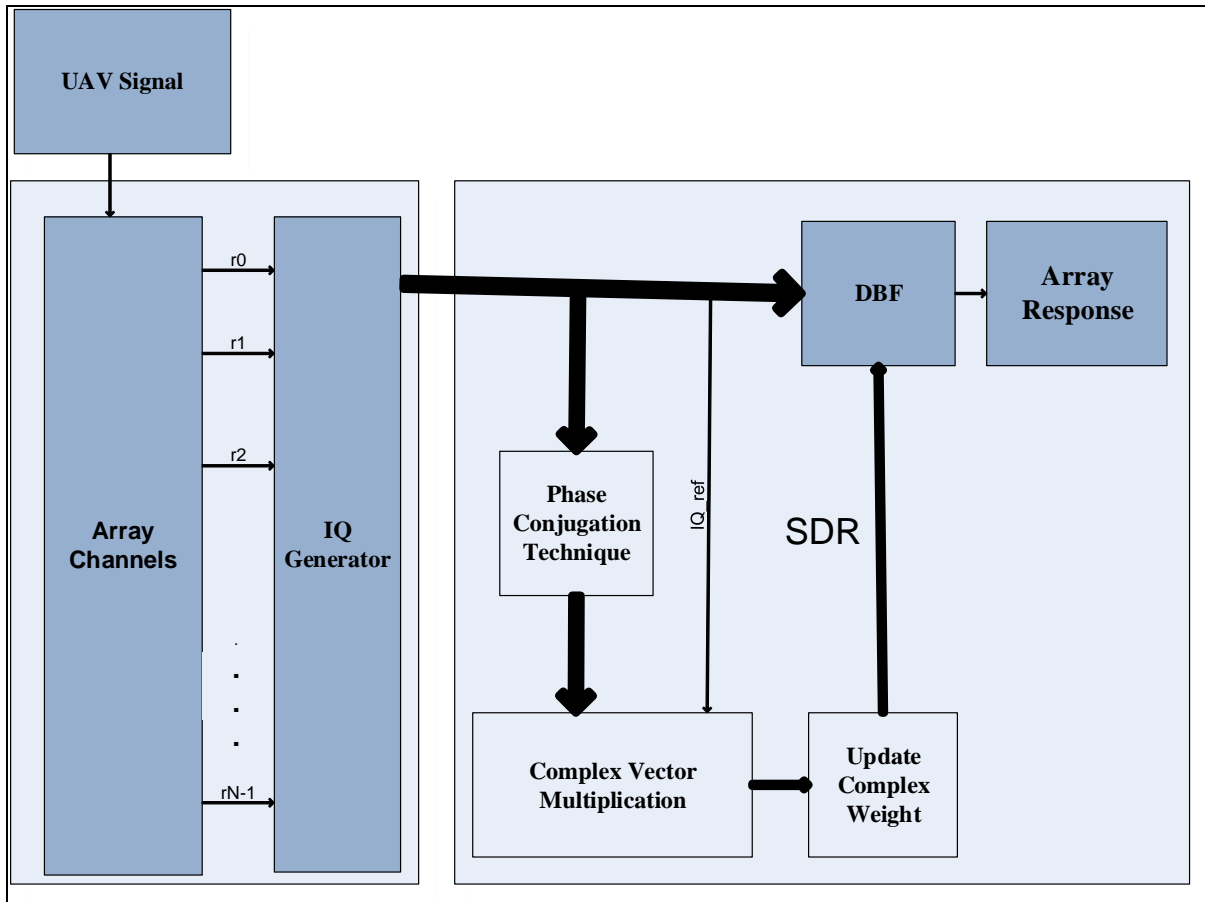 UAV Signal
r0
r1
r2
rN-1
Array
Channels
IQ
Generator
DBF
Array
Response
Phase
Conjugation
Technique
IQ_ref
SDR
Complex Vector
Multiplication
Update
Complex
Weight